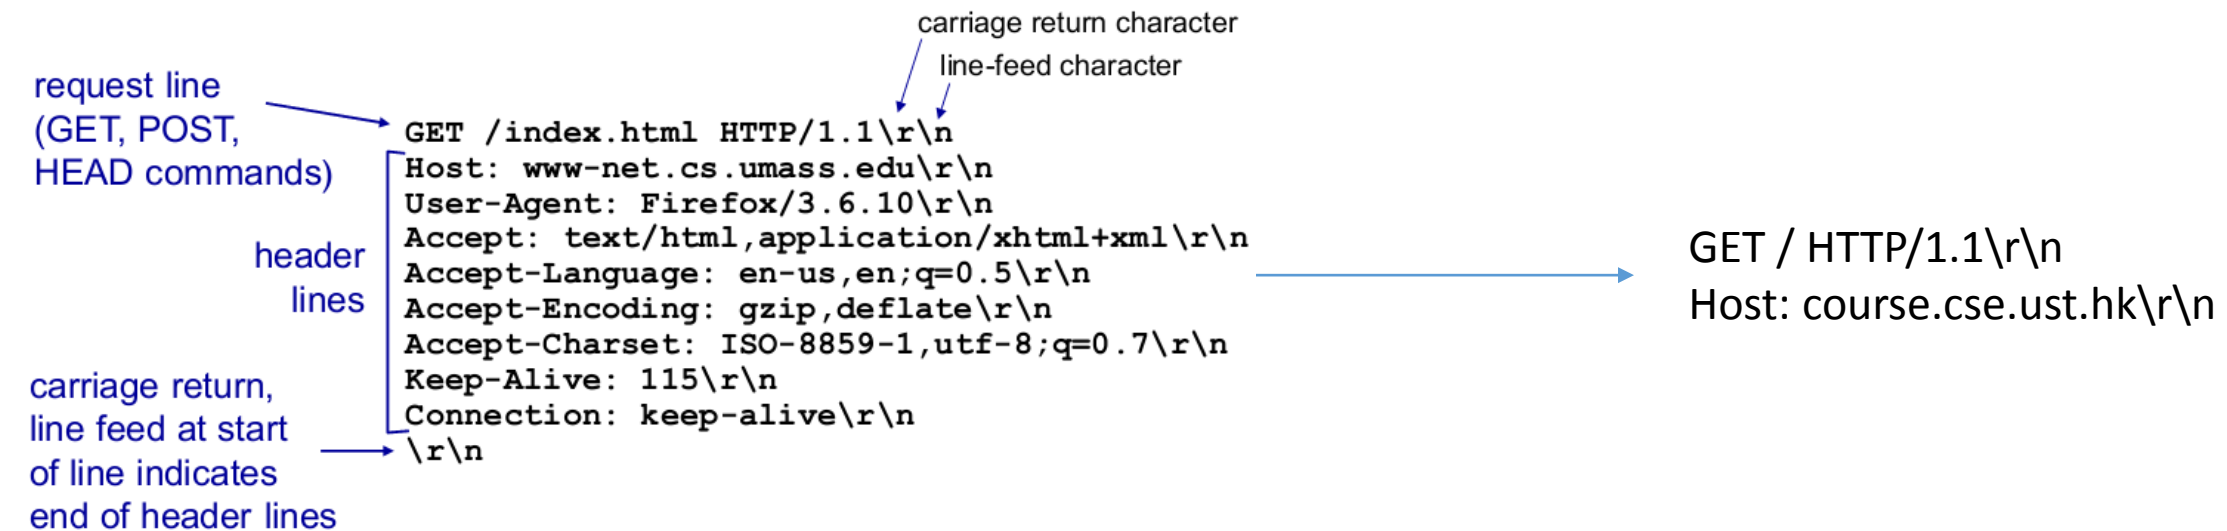 carriage return character
line-feed character
request line
(GET, POST,
HEAD commands)
GET /index.html HTTP/1.1\r\n
Host: www-net.cs.umass.edu\r\n
User-Agent: Firefox/3.6.10\r\n
Accept: text/html,application/xhtml+xml\r\n
Accept-Language: en-us,en;q=0.5\r\n
Accept-Encoding: gzip,deflate\r\n
Accept-Charset: ISO-8859-1,utf-8;q=0.7\r\n
Keep-Alive: 115\r\n
Connection: keep-alive\r\n
\r\n
header
lines
carriage return,
line feed at start
of line indicates
end of header lines
GET / HTTP/1.1\r\n
Host: course.cse.ust.hk\r\n